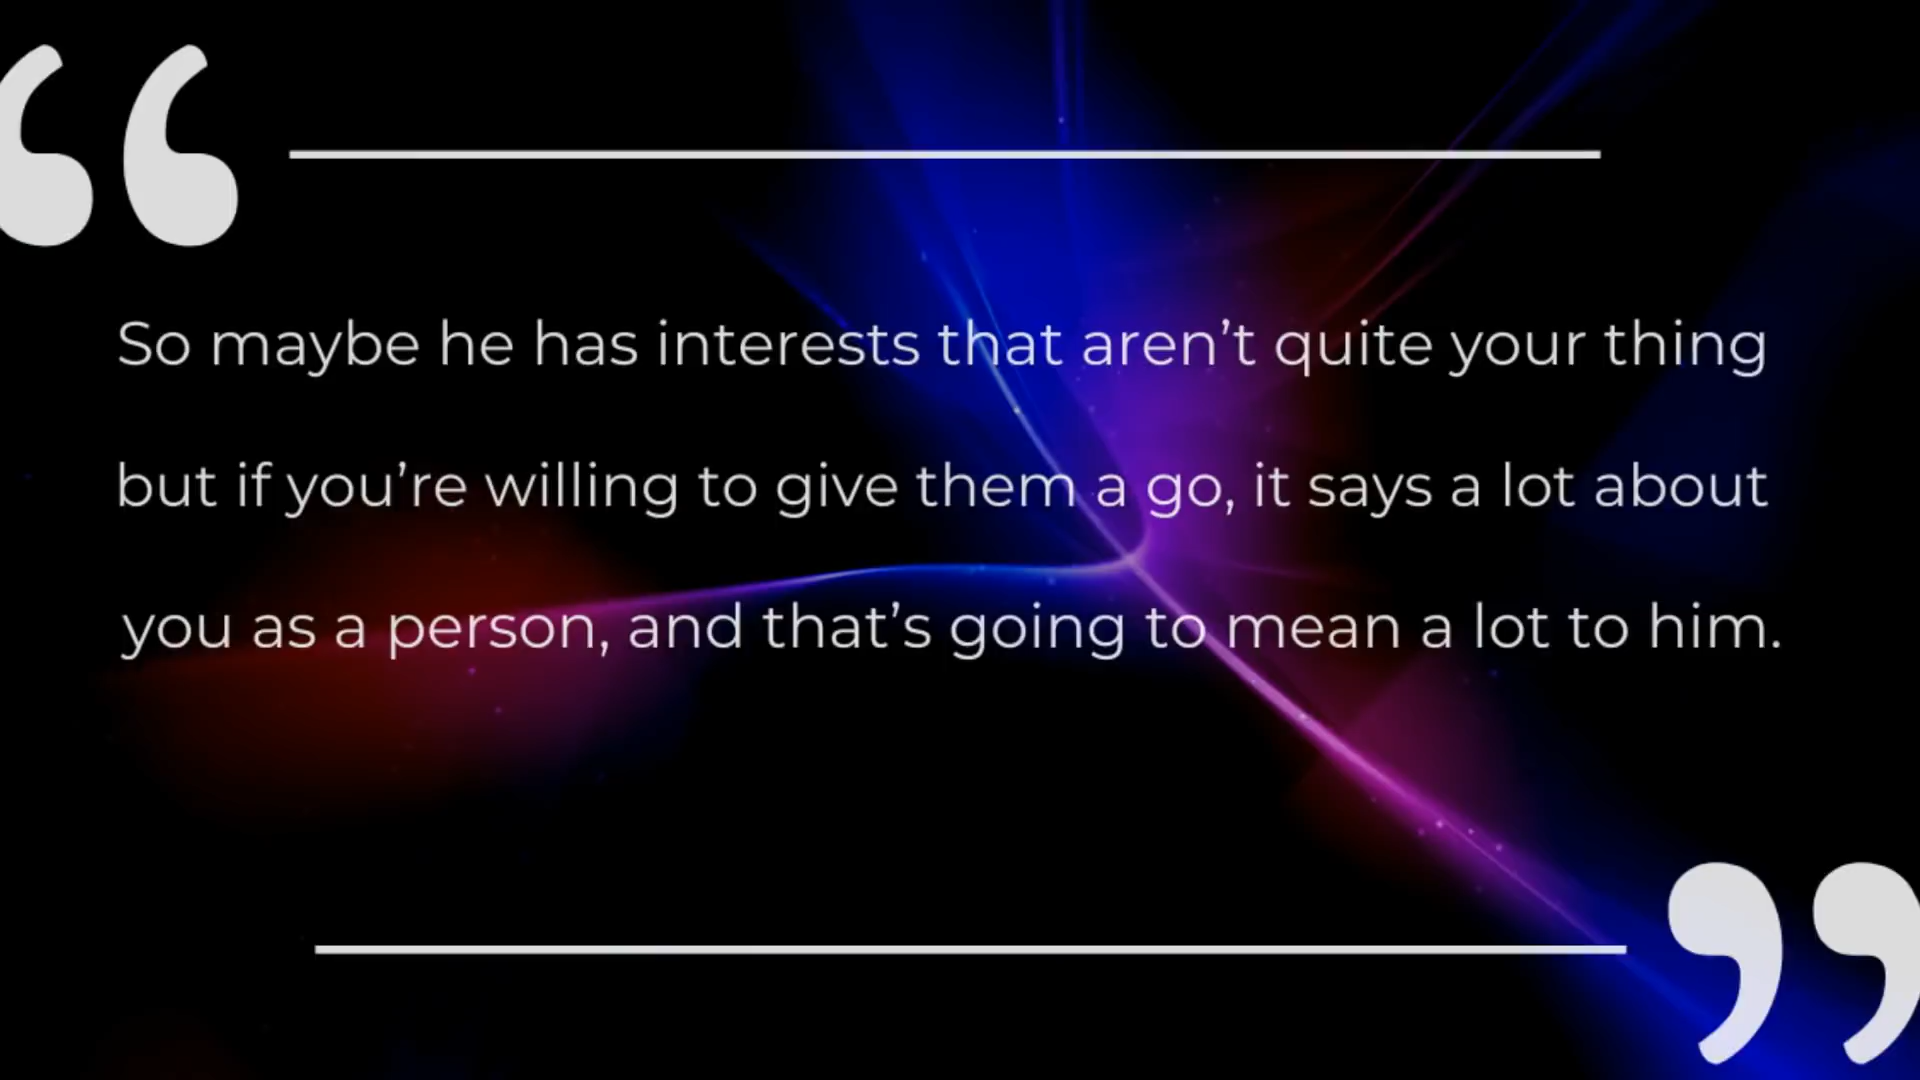 “
So maybe he has interests that aren’t quite your thing
but if you’re willing to give them a go, it says a lot about
you as a person, and that’s going to mean a lot to him.
”